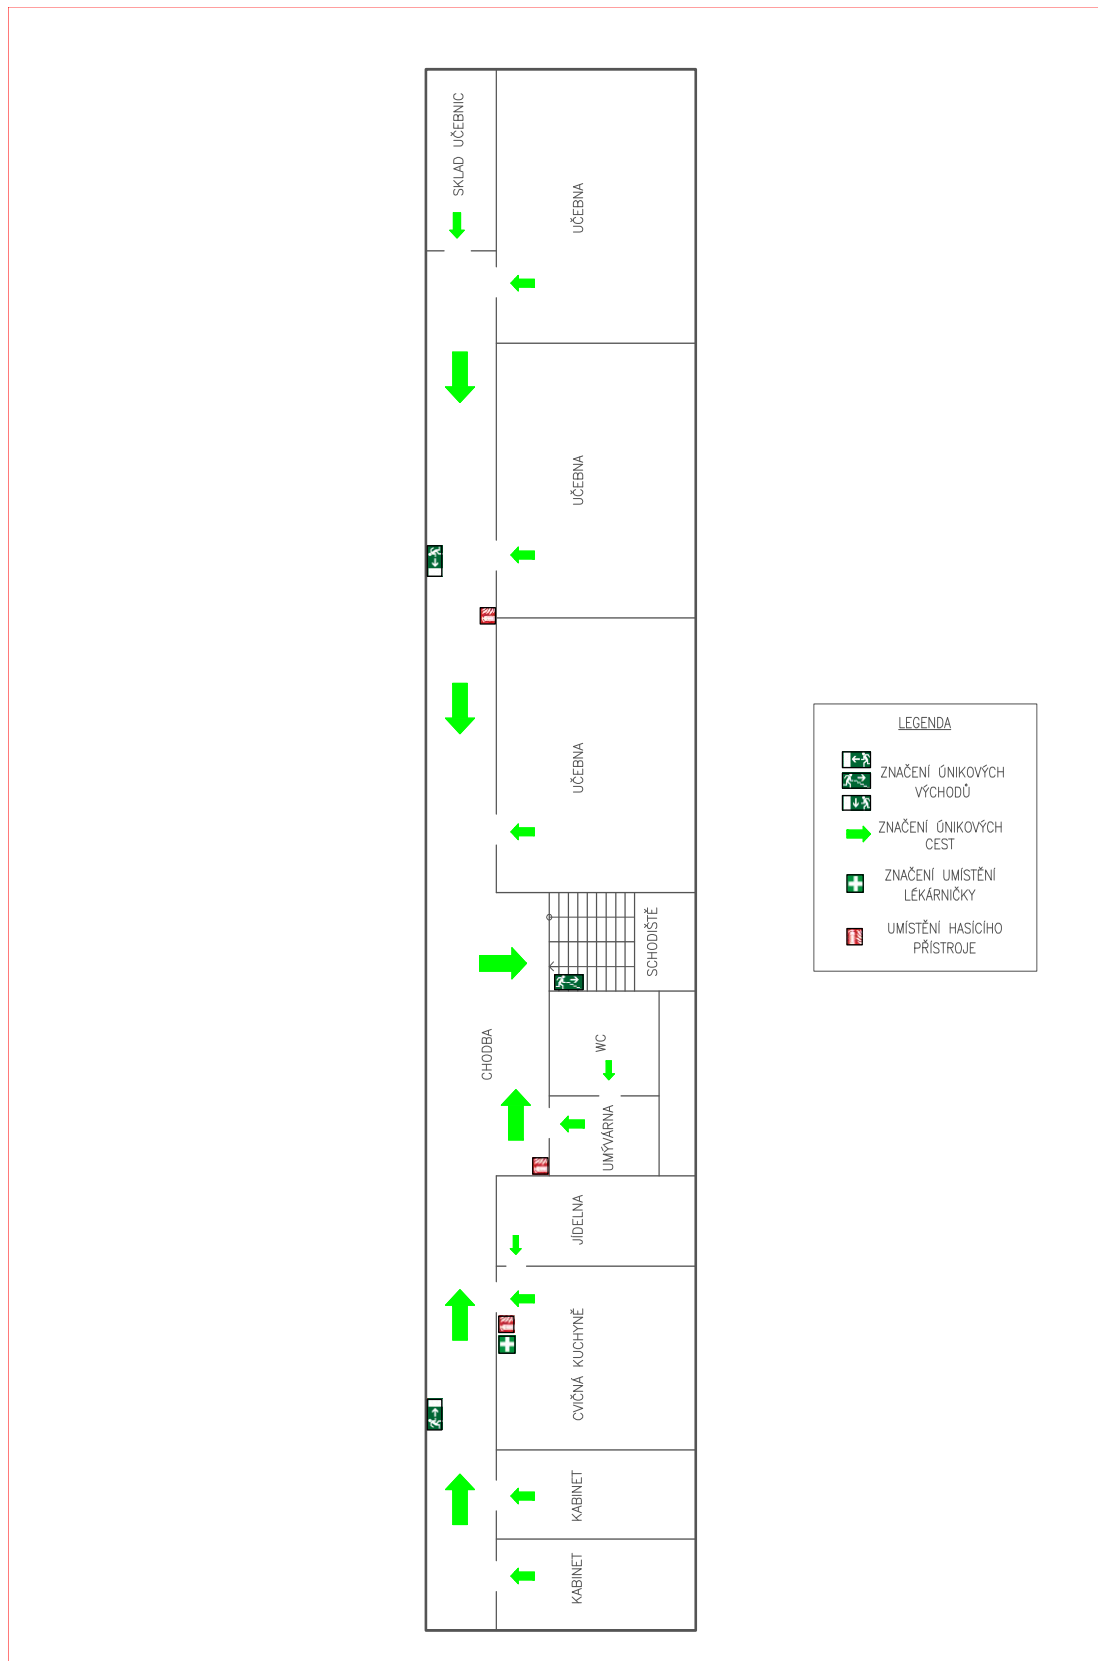 SKLAD UČEBNIC
UČEBNA
UČEBNA
UČEBNA
SCHODIŠTĚ
CHODBA
WC
UMÝVÁRNA
JÍDELNA
CVIČNÁ KUCHYNĚ
KABINET
KABINET
LEGENDA
ZNAČENÍ ÚNIKOVÝCH
VÝCHODŮ
ZNAČENÍ ÚNIKOVÝCH
CEST
ZNAČENÍ UMÍSTĚNÍ
LÉKÁRNIČKY
UMÍSTĚNÍ HASÍCÍHO
PŘÍSTROJE